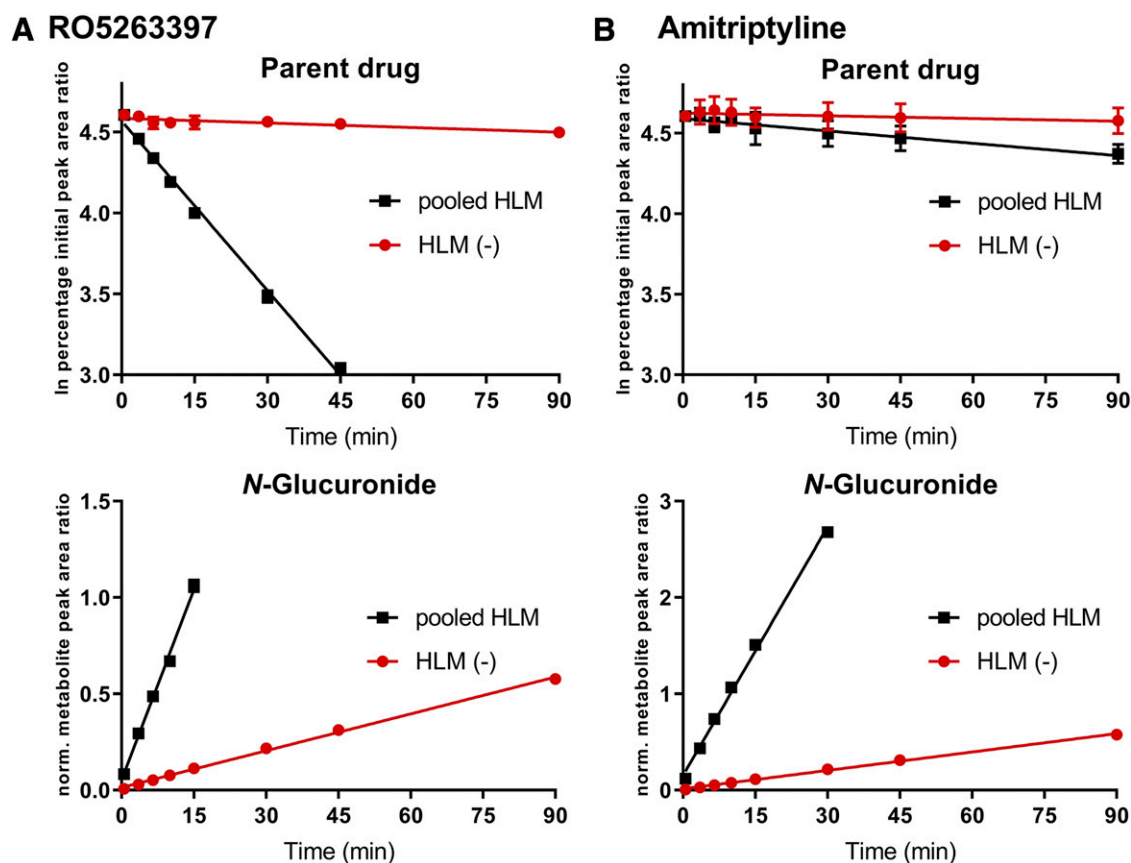 A RO5263397
Parent drug
ln percentage initial peak area ratio
4.5
4.0
3.5
3.0
pooled HLM
HLM (-)
0 15 30 45 60 75 90
Time (min)
N-Glucuronide
norm. metabolite peak area ratio
1.5
1.0
0.5
0.0
pooled HLM
HLM (-)
0 15 30 45 60 75 90
Time (min)
B Amitriptyline
Parent drug
ln percentage initial peak area ratio
4.5
4.0
3.5
3.0
pooled HLM
HLM (-)
0 15 30 45 60 75 90
Time (min)
N-Glucuronide
norm. metabolite peak area ratio
3
2
1
0
pooled HLM
HLM (-)
0 15 30 45 60 75 90
Time (min)